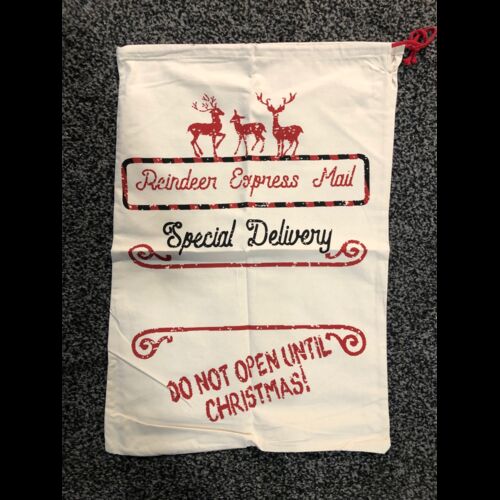 Reindeer Express Mail
Special Delivery
DO NOT OPEN UNTIL
CHRISTMAS!